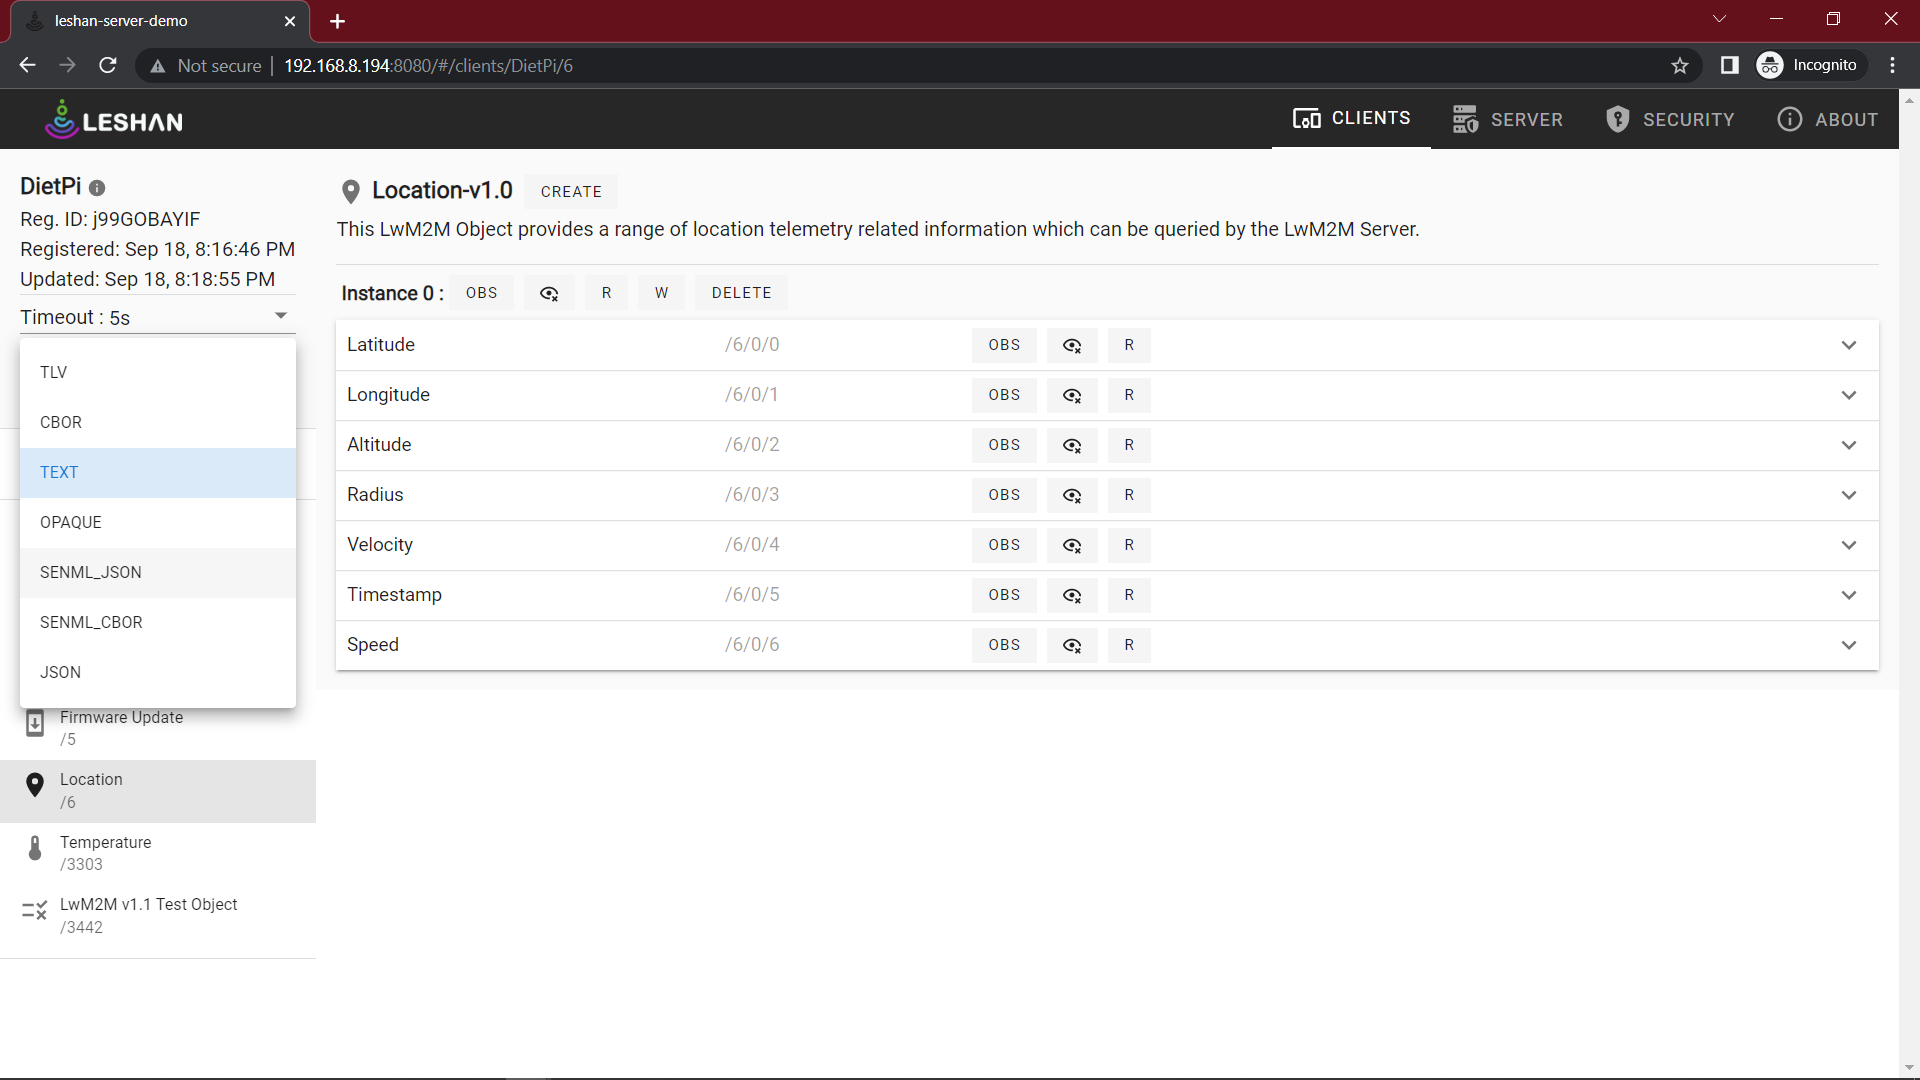 leshan-server-demo
Not secure 192.168.8.194:8080/#/clients/DietPi/6 Incognito
LESHAN CLIENTS SERVER SECURITY ABOUT
DietPi
Reg. ID: j99GOBAYIF
Registered: Sep 18, 8:16:46 PM
Updated: Sep 18, 8:18:55 PM
Timeout : 5s
TLV
CBOR
TEXT
OPAQUE
SENML_JSON
SENML_CBOR
JSON
Firmware Update
/5
Location
/6
Temperature
/3303
LwM2M v1.1 Test Object
/3442
Location-v1.0 CREATE
This LwM2M Object provides a range of location telemetry related information which can be queried by the LwM2M Server.
Instance 0 : OBS R W DELETE
Latitude /6/0/0 OBS R
Longitude /6/0/1 OBS R
Altitude /6/0/2 OBS R
Radius /6/0/3 OBS R
Velocity /6/0/4 OBS R
Timestamp /6/0/5 OBS R
Speed /6/0/6 OBS R